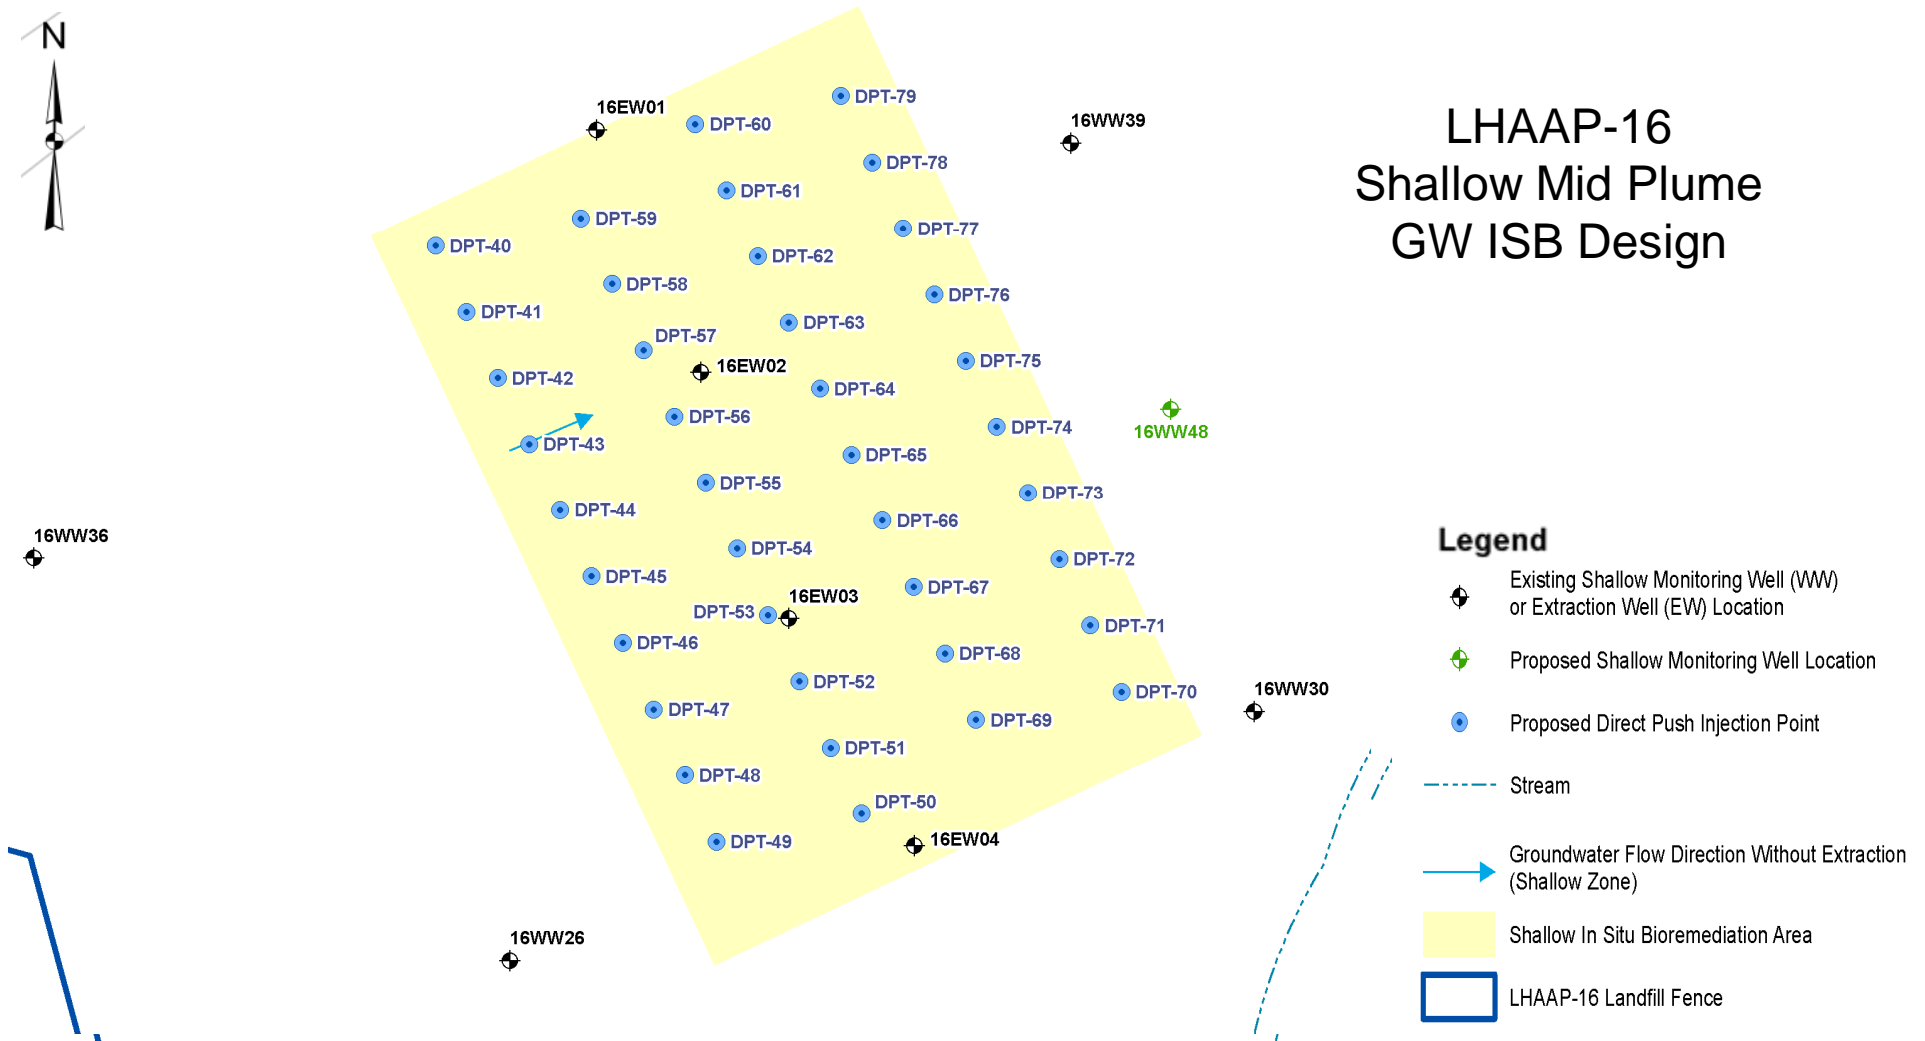 N
LHAAP-16
Shallow Mid Plume
GW ISB Design
16EW01
DPT-79
DPT-60
16WW39
DPT-78
DPT-61
DPT-59
DPT-77
DPT-40
DPT-62
DPT-58
DPT-76
DPT-41
DPT-63
DPT-57
DPT-75
16EW02
DPT-42
DPT-64
DPT-56
DPT-74
16WW48
DPT-43
DPT-65
DPT-55
DPT-73
DPT-44
DPT-66
16WW36
DPT-54
DPT-72
DPT-45
DPT-67
16EW03
DPT-53
DPT-71
DPT-46
DPT-68
DPT-52
16WW30
DPT-70
DPT-47
DPT-69
DPT-51
DPT-48
DPT-50
DPT-49
16EW04
16WW26
Legend
Existing Shallow Monitoring Well (WW)
or Extraction Well (EW) Location
Proposed Shallow Monitoring Well Location
Proposed Direct Push Injection Point
Stream
Groundwater Flow Direction Without Extraction
(Shallow Zone)
Shallow In Situ Bioremediation Area
LHAAP-16 Landfill Fence